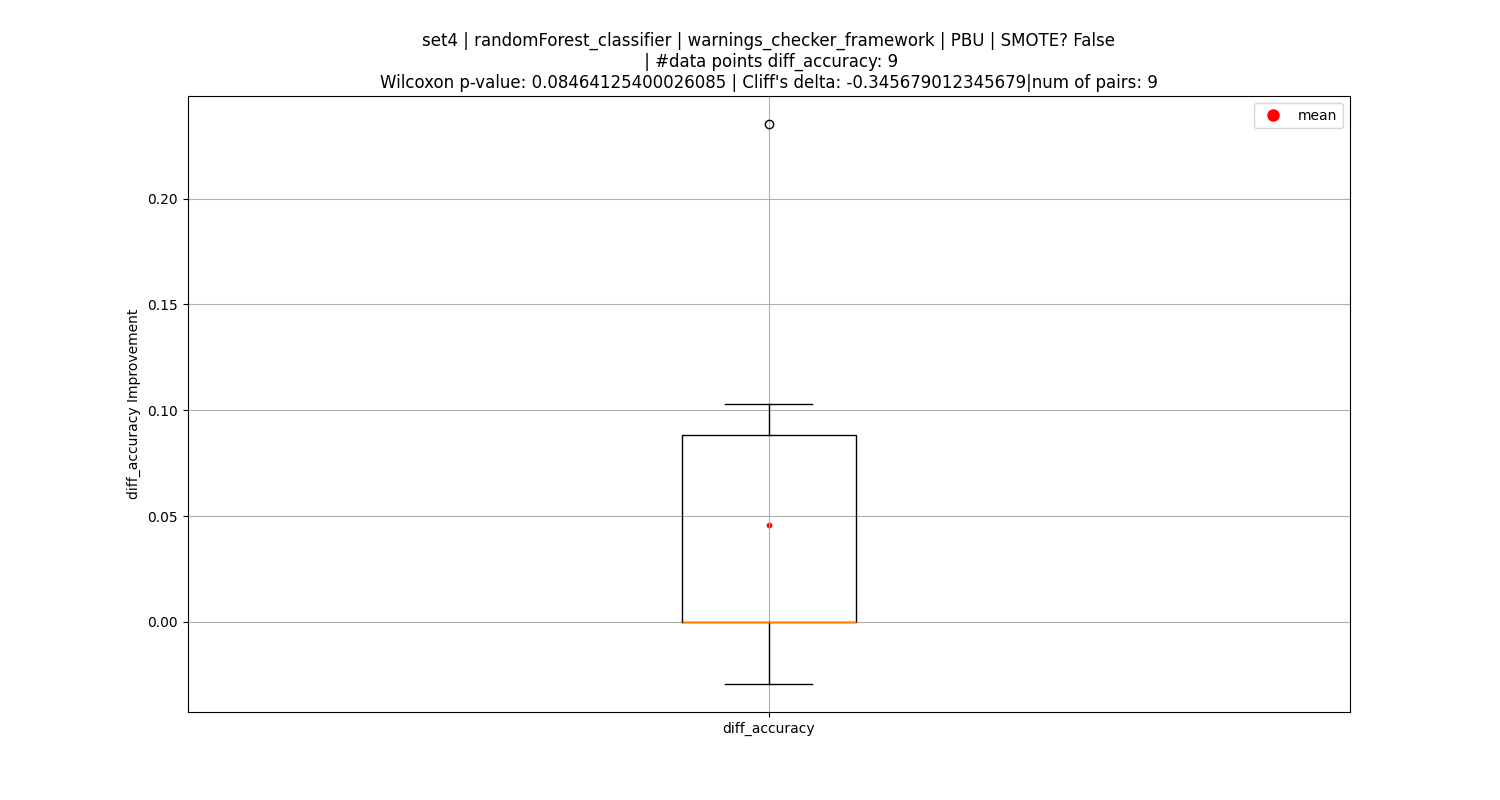 set4 | randomForest_classifier | warnings_checker_framework | PBU | SMOTE? False
| #data points diff_accuracy: 9
Wilcoxon p-value: 0.08464125400026085 | Cliff's delta: -0.345679012345679|num of pairs: 9
mean
0.20
0.15
0.10
0.05
0.00
diff_accuracy Improvement
diff_accuracy